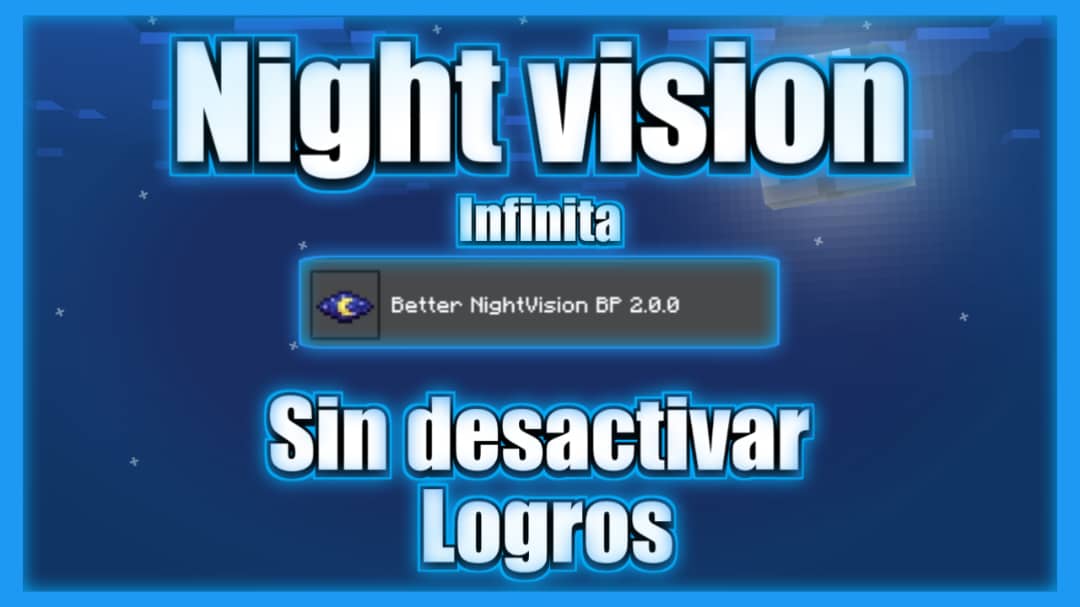 Night vision
Infinita
Better NightVision BP 2.0.0
Sin desactivar
Logros